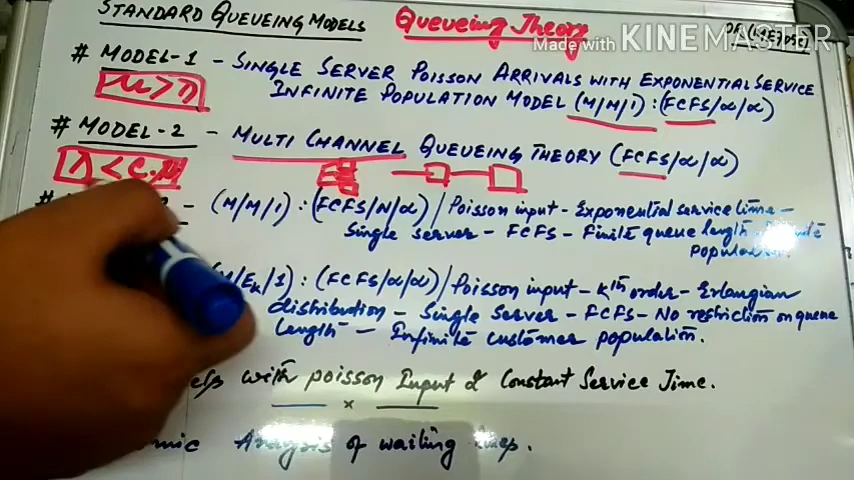 STANDARD QUEUEING MODELS
Queueing Theory
Made with KINEMASTER
# MODEL-1 - SINGLE SERVER POISSON ARRIVALS WITH EXPONENTIAL SERVICE
μ > λ
INFINITE POPULATION MODEL (M/M/1) : (FCFS/α/α)
# MODEL-2 - MULTI CHANNEL QUEUEING THEORY (FCFS/α/α)
λ < C.μ
- (M/M/1) : (FCFS/N/α) / Poisson input - Exponential service time -
Single server - FCFS - Finite queue length -
population.
M/Ek/1) : (FCFS/α/α) / Poisson input - kth order - Erlangian
distribution - Single Server - FCFS - No restriction on queue
length - Infinite customer population.
with poisson Input & Constant Service Time.
Analysis of waiting